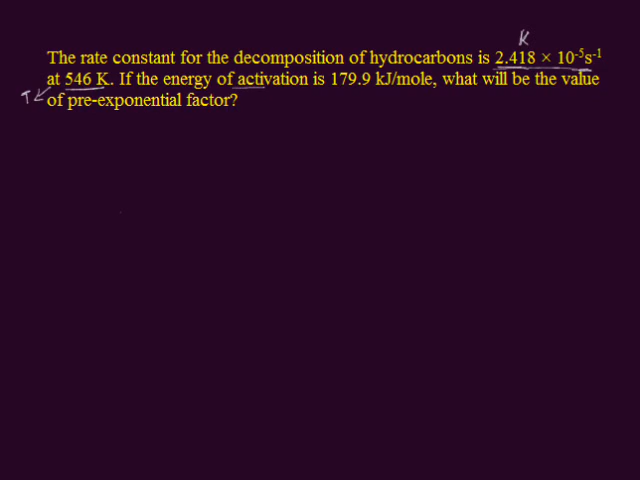 K
The rate constant for the decomposition of hydrocarbons is 2.418 × 10⁻⁵s⁻¹
at 546 K. If the energy of activation is 179.9 kJ/mole, what will be the value
T of pre-exponential factor?